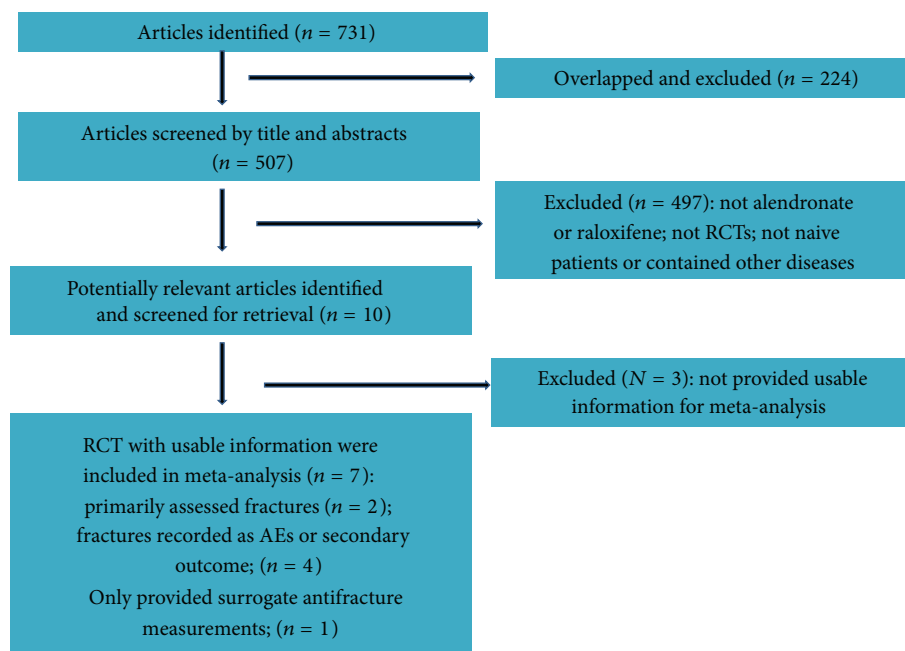 Articles identified (n = 731)
Overlapped and excluded (n = 224)
Articles screened by title and abstracts
(n = 507)
Excluded (n = 497): not alendronate
or raloxifene; not RCTs; not naive
patients or contained other diseases
Potentially relevant articles identified
and screened for retrieval (n = 10)
Excluded (N = 3): not provided usable
information for meta-analysis
RCT with usable information were
included in meta-analysis (n = 7):
primarily assessed fractures (n = 2);
fractures recorded as AEs or secondary
outcome; (n = 4)
Only provided surrogate antifracture
measurements; (n = 1)